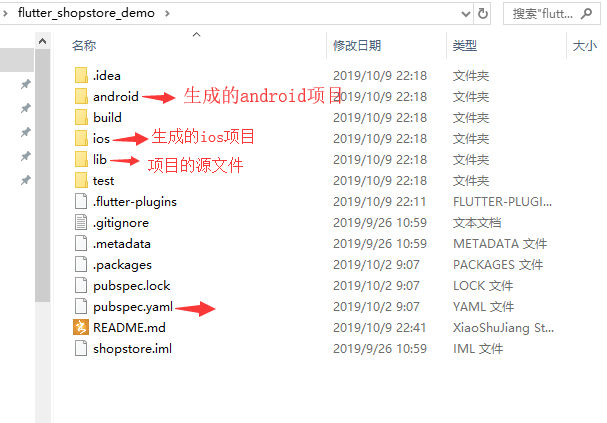 flutter_shopstore_demo
搜索"flutt...
名称 修改日期 类型 大小
.idea 2019/10/9 22:18 文件夹
android 生成的android项目 2019/10/9 22:18 文件夹
build 2019/10/9 22:18 文件夹
ios 生成的ios项目 2019/10/9 22:18 文件夹
lib 项目的源文件 2019/10/9 22:18 文件夹
test 2019/10/9 22:18 文件夹
.flutter-plugins 2019/10/9 22:11 FLUTTER-PLUGI...
.gitignore 2019/9/26 10:59 文本文档
.metadata 2019/9/26 10:59 METADATA 文件
.packages 2019/10/2 9:07 PACKAGES 文件
pubspec.lock 2019/10/2 9:07 LOCK 文件
pubspec.yaml 2019/10/2 9:07 YAML 文件
README.md 2019/10/9 22:41 XiaoShuJiang St...
shopstore.iml 2019/9/26 10:59 IML 文件